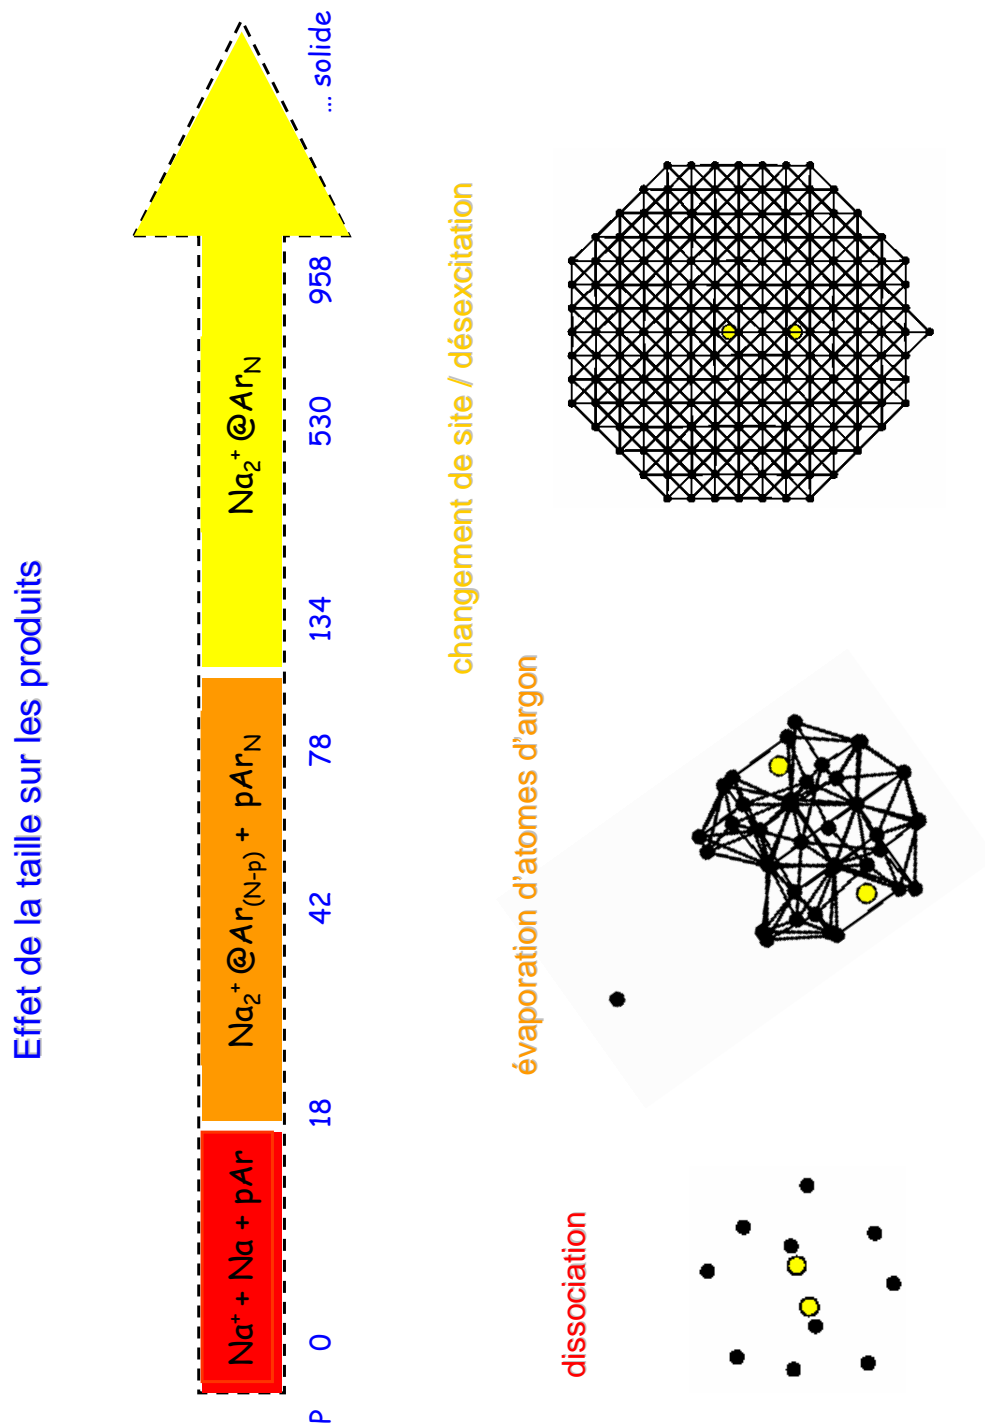 Effet de la taille sur les produits
Na⁺ + Na + pAr
Na₂⁺@Ar₍N-p₎ + pArN
Na₂⁺@ArN
P 0 18 42 78 134 530 958 ... solide
changement de site / désexcitation
évaporation d'atomes d'argon
dissociation